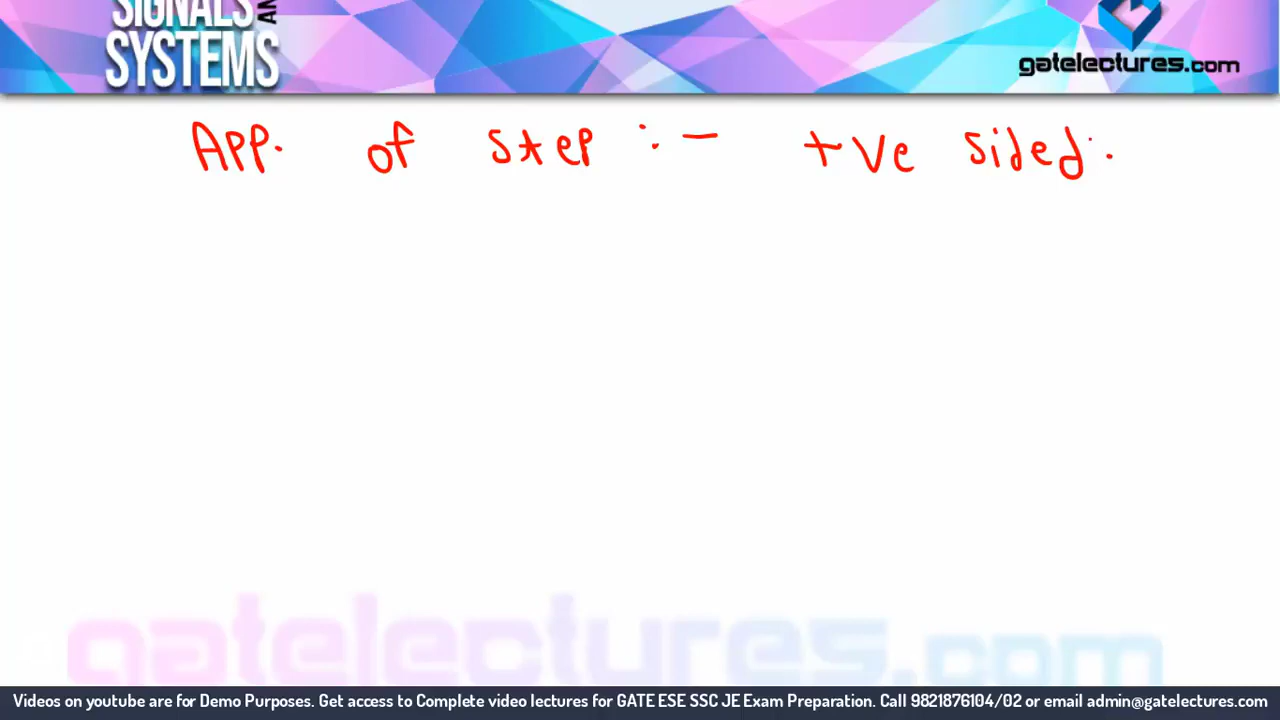 SIGNALS AND
SYSTEMS
gatelectures.com
App. of step :- +ve sided.
gatelectures.com
Videos on youtube are for Demo Purposes. Get access to Complete video lectures for GATE ESE SSC JE Exam Preparation. Call 9821876104/02 or email admin@gatelectures.com